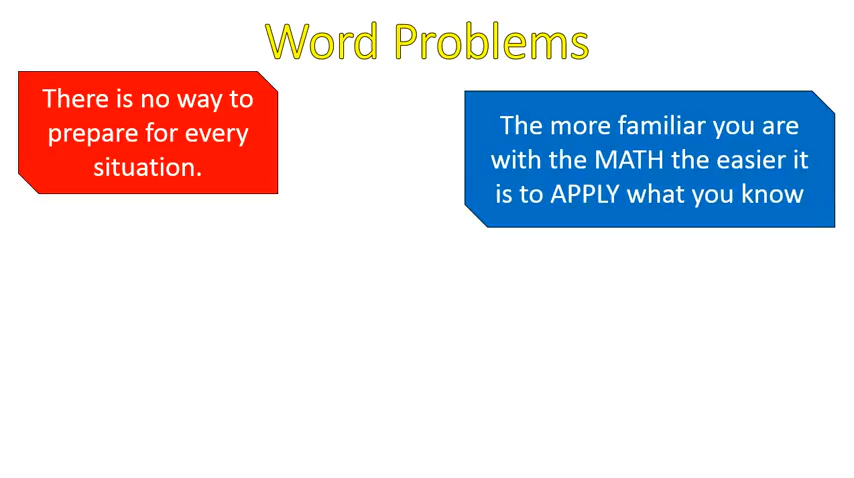 Word Problems
There is no way to
prepare for every
situation.
The more familiar you are
with the MATH the easier it
is to APPLY what you know